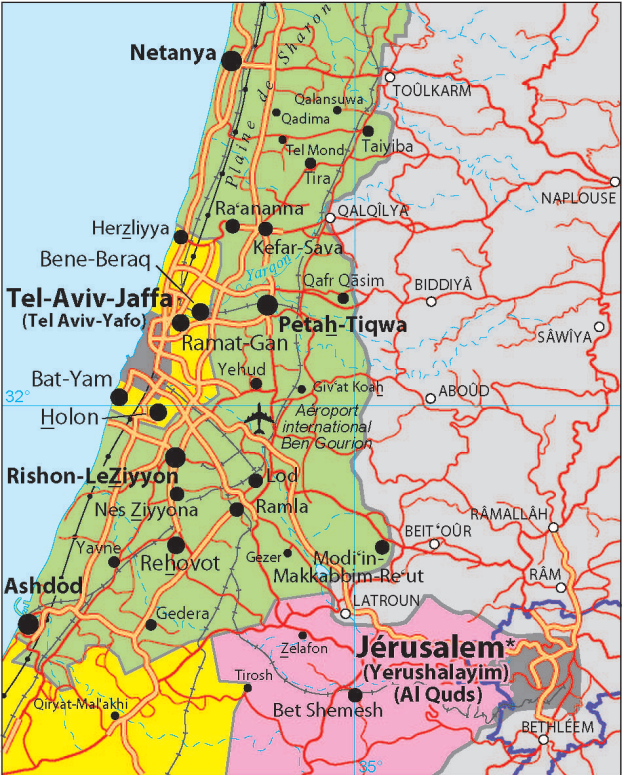 Netanya
Plaine de Sharon
TOÛLKARM
Qalansuwa
Qadima
Taiyiba
Tel Mond
Tira
NAPLOUSE
Ra'ananna
QALQÎLYA
Herzliyya
Kefar-Sava
Bene-Beraq
Yarqon
Qafr Qāsim
BIDDIYÂ
Tel-Aviv-Jaffa
(Tel Aviv-Yafo)
Petah-Tiqwa
SÂWÎYA
Ramat-Gan
Yehud
Bat-Yam
Giv'at Koah
ABOÛD
32°
Holon
Aéroport
international
Ben Gourion
Rishon-LeZiyyon
Lod
Nes Ziyyona
Ramla
RÂMALLÂH
BEIT 'OÛR
Yavne
Rehovot
Gezer
Modi'in-
Makkabbim-Re'ut
RÂM
Ashdod
LATROUN
Gedera
Zelafon
Jérusalem*
(Yerushalayim)
(Al Quds)
Tirosh
Qiryat-Mal'akhi
Bet Shemesh
BETHLÉEM
35°